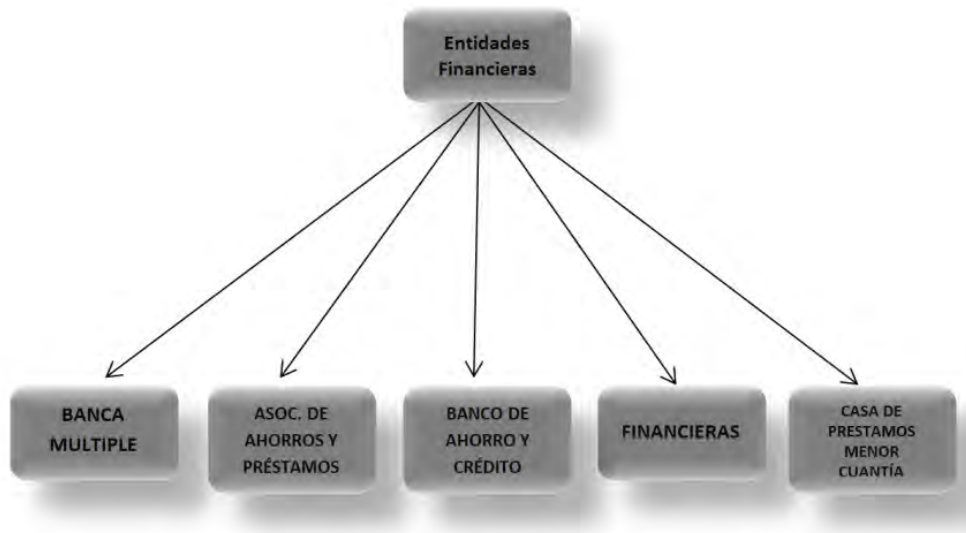 Entidades
Financieras
BANCA
MULTIPLE
ASOC. DE
AHORROS Y
PRÉSTAMOS
BANCO DE
AHORRO Y
CRÉDITO
FINANCIERAS
CASA DE
PRESTAMOS
MENOR
CUANTÍA